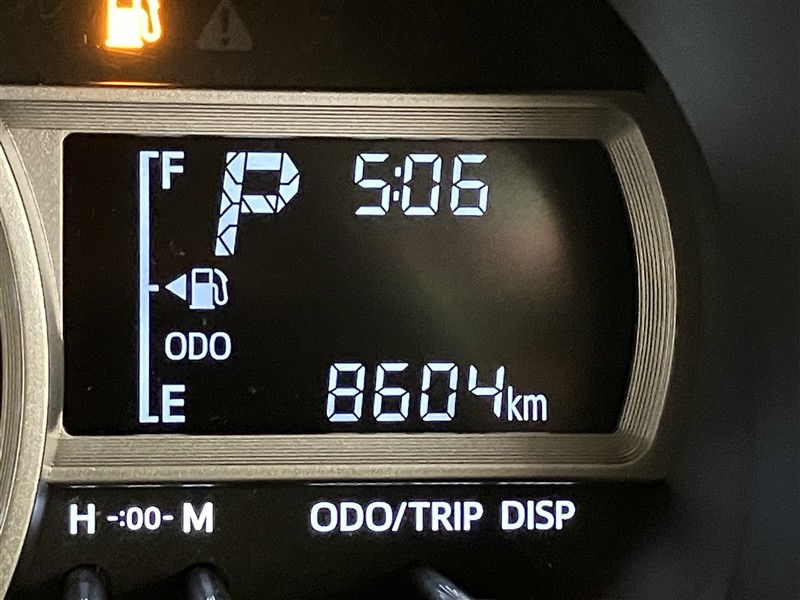 F P 5:06
ODO
E 8604km
H -:00- M ODO/TRIP DISP